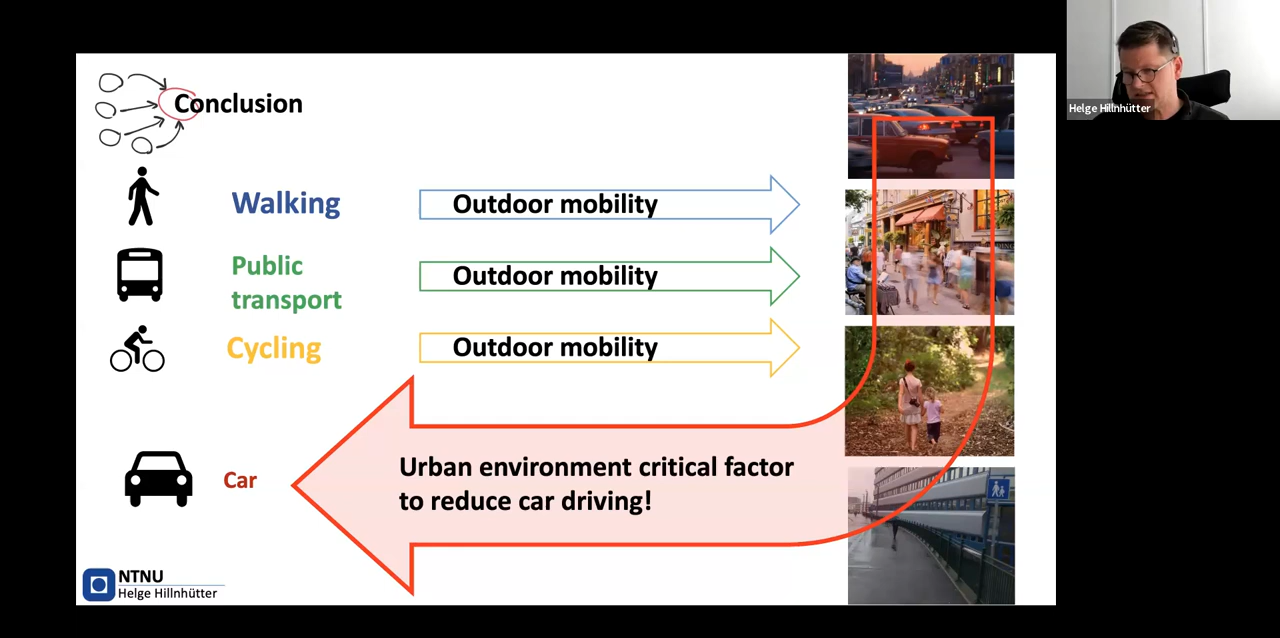 Conclusion
Walking
Outdoor mobility
Public
transport
Outdoor mobility
Cycling
Outdoor mobility
Car
Urban environment critical factor
to reduce car driving!
NTNU
Helge Hillnhütter
Helge Hillnhütter